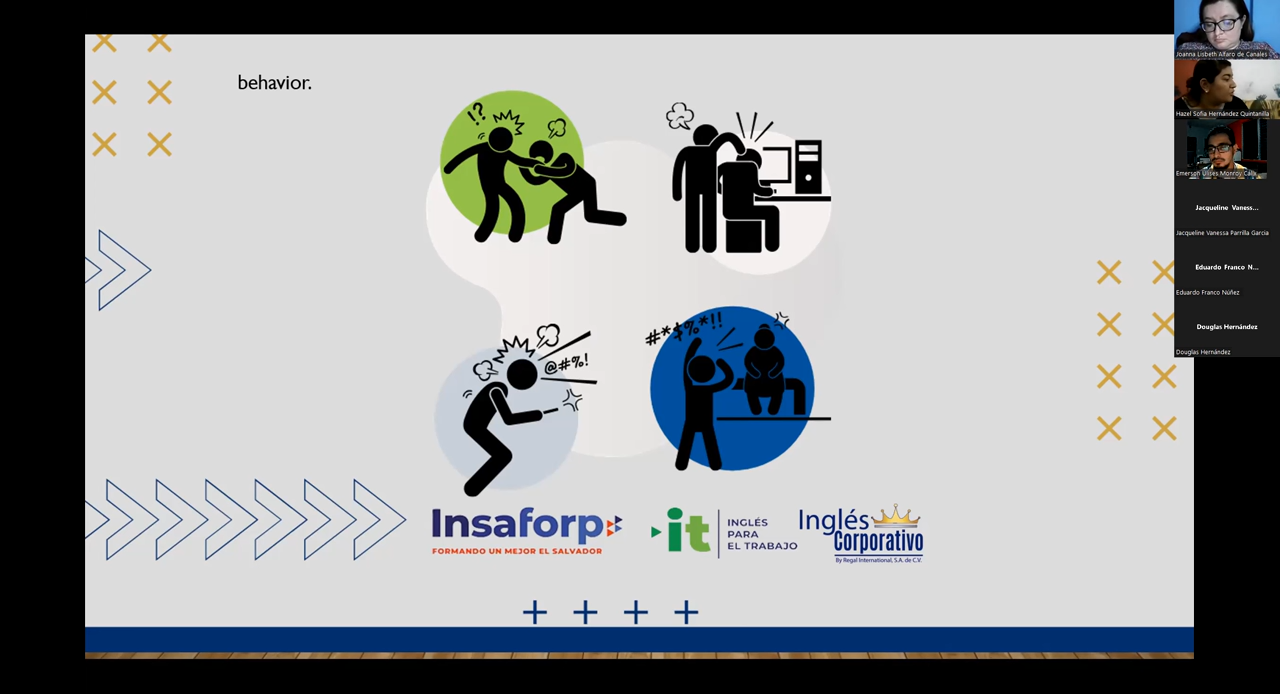 behavior.
!?
#*$%*!!
@#%!
Insaforp
FORMANDO UN MEJOR EL SALVADOR
it
INGLÉS
PARA
EL TRABAJO
Inglés
Corporativo
By Regal International, S.A. de C.V.
Joanna Lisbeth Alfaro de Canales
Hazel Sofia Hernández Quintanilla
Emerson Ulises Monroy Cálix
Jacqueline Vaness...
Jacqueline Vanessa Parrilla Garcia
Eduardo Franco N...
Eduardo Franco Núñez
Douglas Hernández
Douglas Hernández